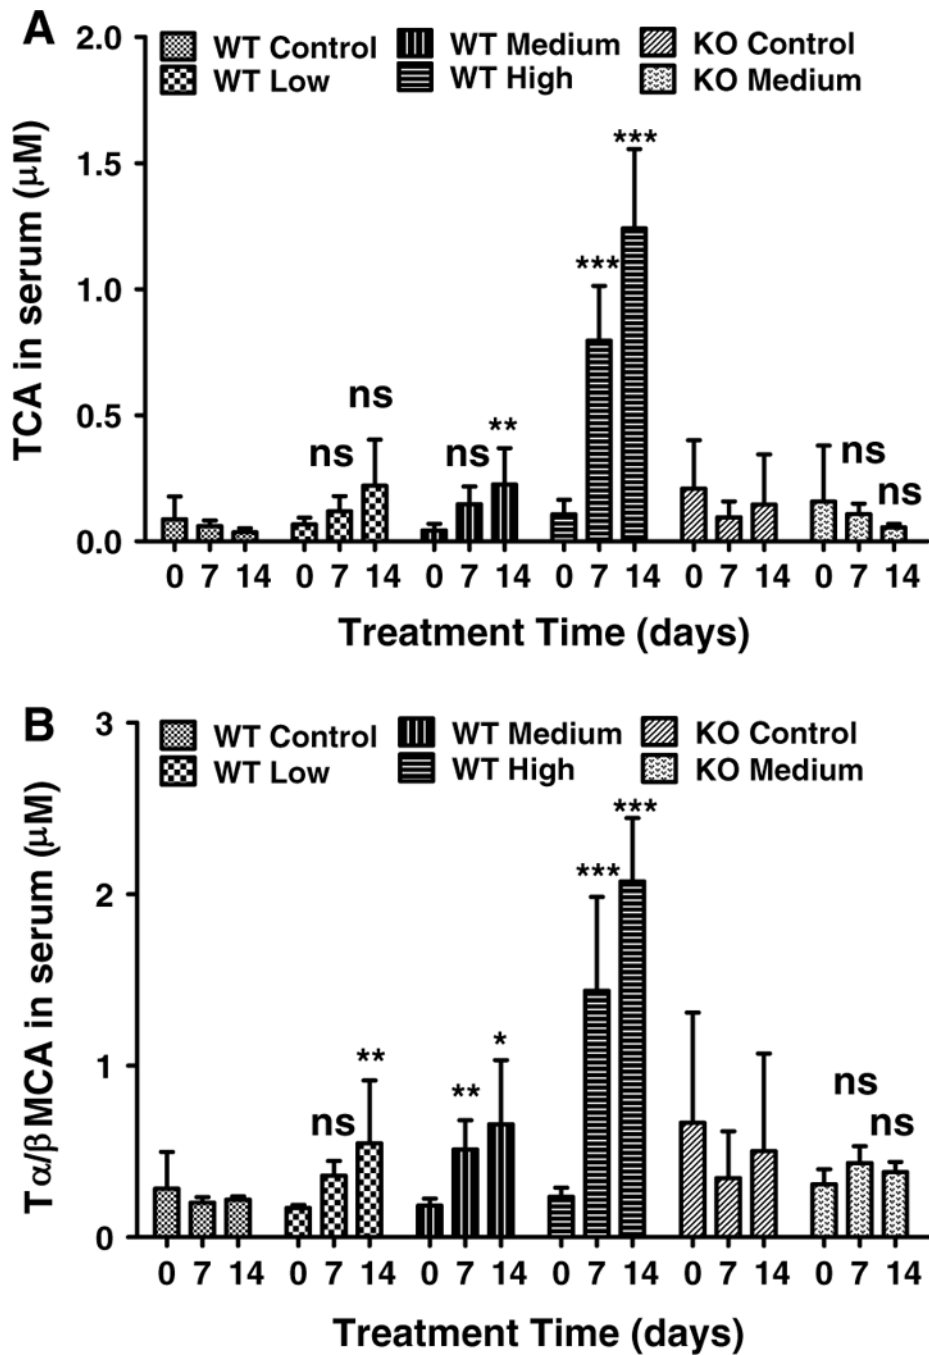 A
2.0
WT Control
WT Medium
KO Control
WT Low
WT High
KO Medium
TCA in serum (μM)
***
1.5
***
1.0
ns
0.5
ns
ns
**
ns
ns
0.0
0 7 14 0 7 14 0 7 14 0 7 14 0 7 14 0 7 14
Treatment Time (days)
B
3
WT Control
WT Medium
KO Control
WT Low
WT High
KO Medium
Tα/βMCA in serum (μM)
***
***
2
**
*
1
ns
**
ns
ns
0
0 7 14 0 7 14 0 7 14 0 7 14 0 7 14 0 7 14
Treatment Time (days)